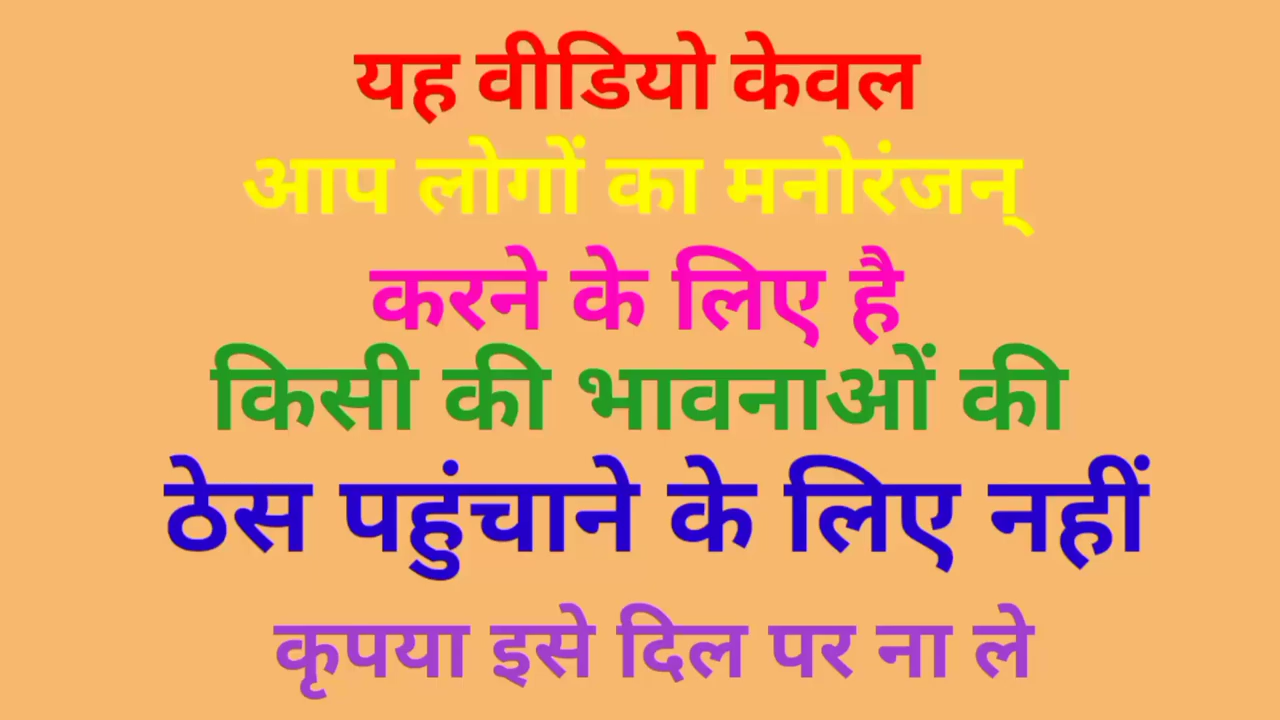 यह वीडियो केवल
आप लोगों का मनोरंजन्
करने के लिए है
किसी की भावनाओं की
ठेस पहुंचाने के लिए नहीं
कृपया इसे दिल पर ना ले